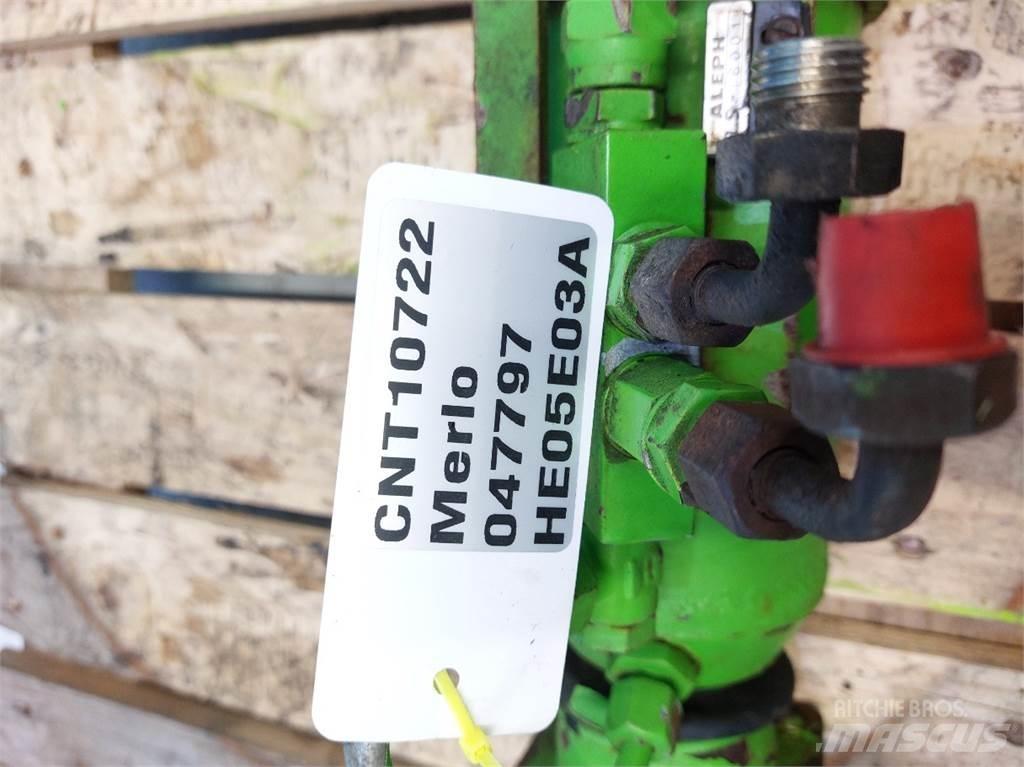 CNT10722
Merlo
047797
HE05E03A
ALEPH
RITCHIE BROS.
MASCUS